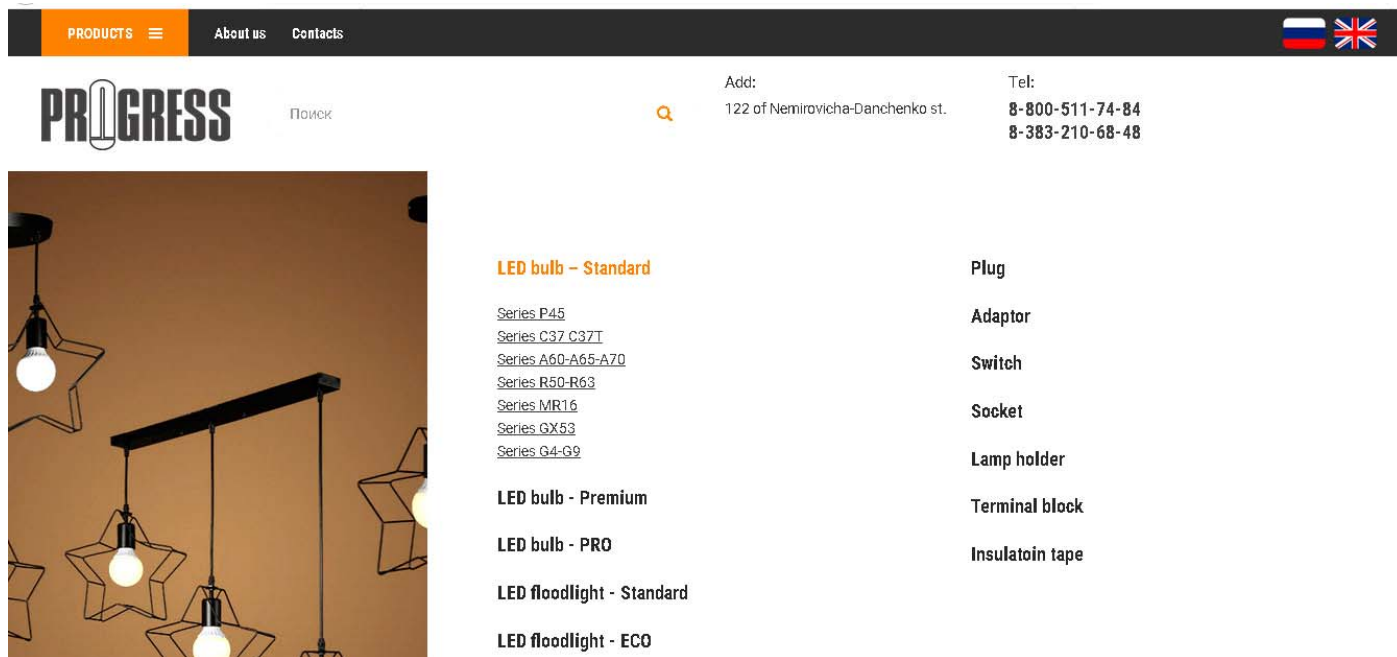 PRODUCTS
About us
Contacts
PROGRESS
Поиск
Add:
122 of Nemirovicha-Danchenko st.
Tel:
8-800-511-74-84
8-383-210-68-48
LED bulb – Standard
Series P45
Series C37 C37T
Series A60-A65-A70
Series R50-R63
Series MR16
Series GX53
Series G4-G9
LED bulb - Premium
LED bulb - PRO
LED floodlight - Standard
LED floodlight - ECO
Plug
Adaptor
Switch
Socket
Lamp holder
Terminal block
Insulatoin tape